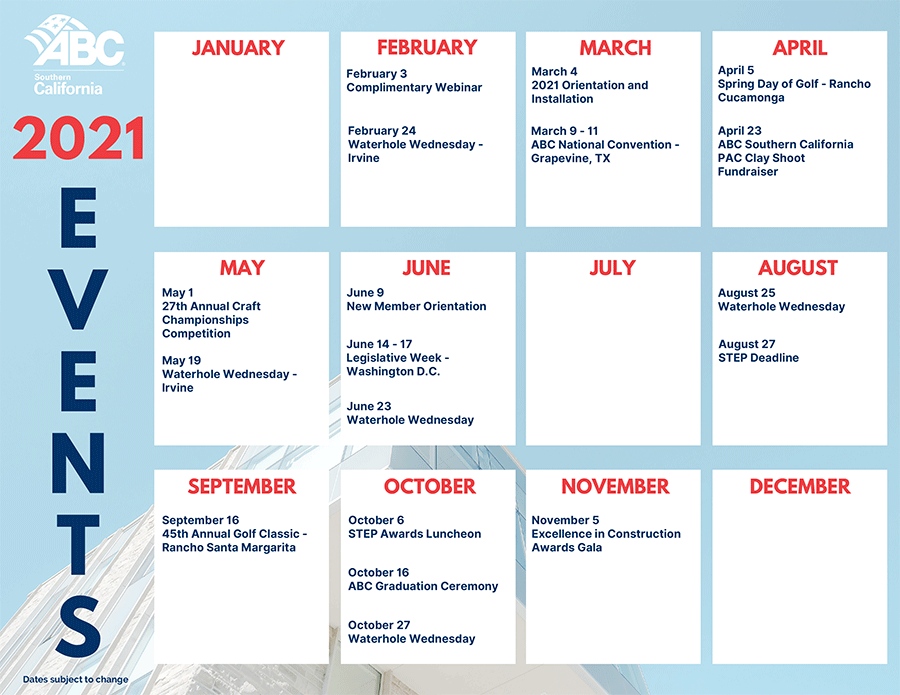 ABC
Southern
California
2021
EVENTS
JANUARY
FEBRUARY
February 3
Complimentary Webinar
February 24
Waterhole Wednesday -
Irvine
MARCH
March 4
2021 Orientation and
Installation
March 9 - 11
ABC National Convention -
Grapevine, TX
APRIL
April 5
Spring Day of Golf - Rancho
Cucamonga
April 23
ABC Southern California
PAC Clay Shoot
Fundraiser
MAY
May 1
27th Annual Craft
Championships
Competition
May 19
Waterhole Wednesday -
Irvine
JUNE
June 9
New Member Orientation
June 14 - 17
Legislative Week -
Washington D.C.
June 23
Waterhole Wednesday
JULY
AUGUST
August 25
Waterhole Wednesday
August 27
STEP Deadline
SEPTEMBER
September 16
45th Annual Golf Classic -
Rancho Santa Margarita
OCTOBER
October 6
STEP Awards Luncheon
October 16
ABC Graduation Ceremony
October 27
Waterhole Wednesday
NOVEMBER
November 5
Excellence in Construction
Awards Gala
DECEMBER
Dates subject to change